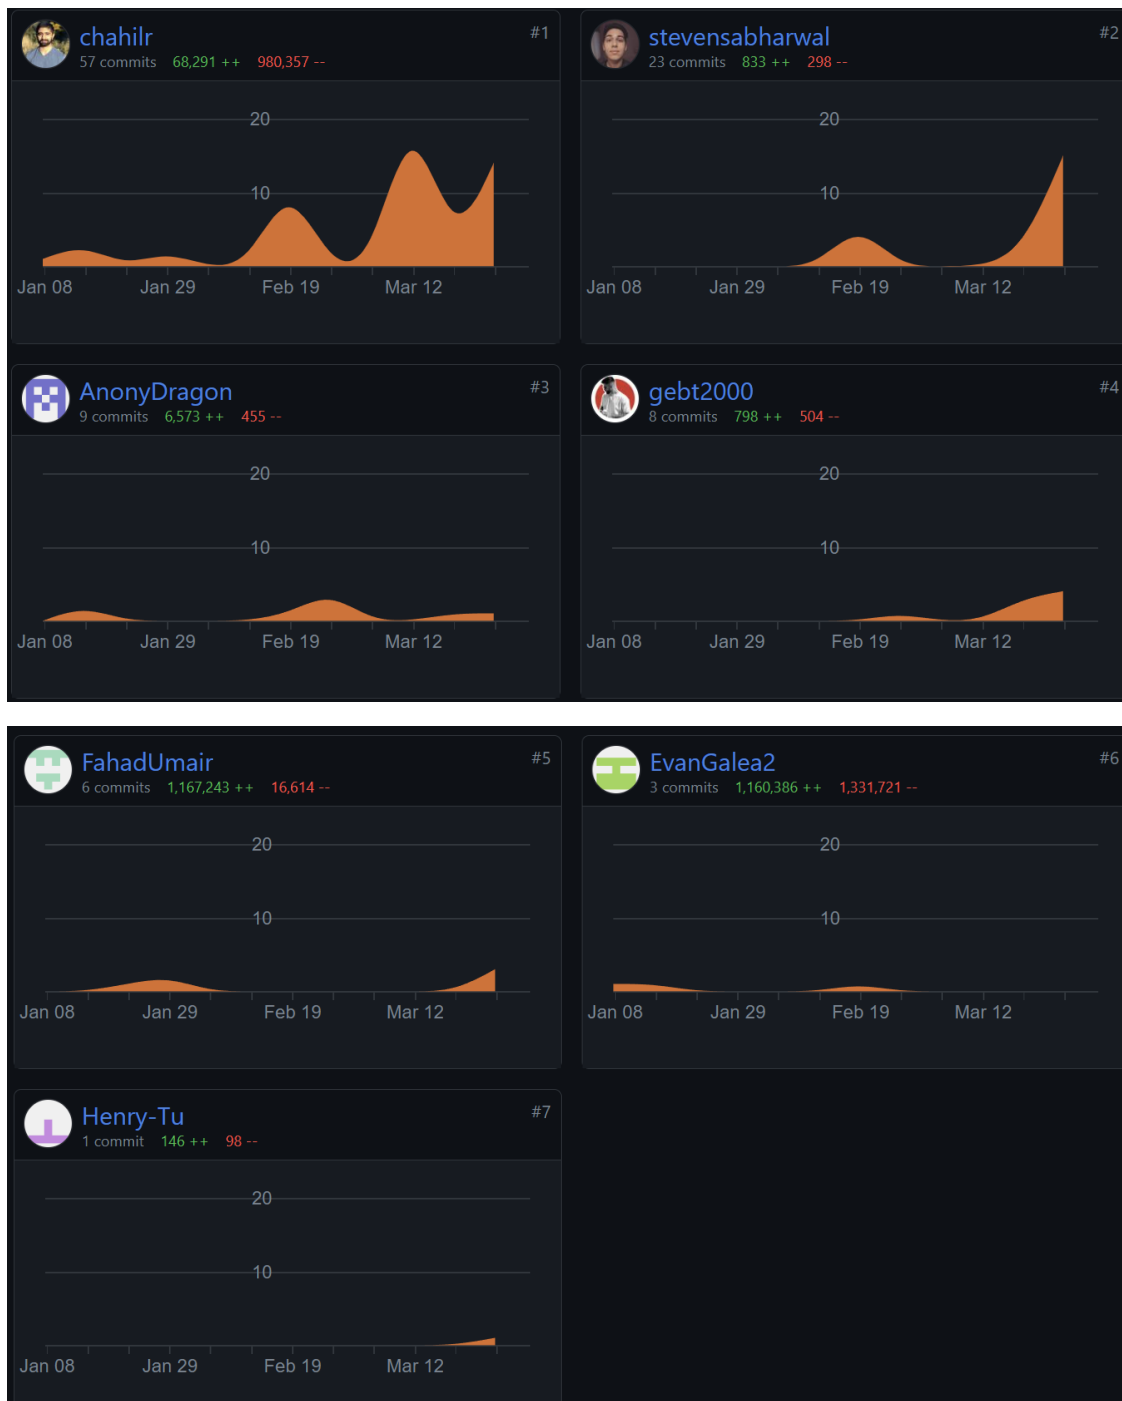 chahilr #1
57 commits 68,291 ++ 980,357 --
20
10
Jan 08 Jan 29 Feb 19 Mar 12
stevensabharwal #2
23 commits 833 ++ 298 --
20
10
Jan 08 Jan 29 Feb 19 Mar 12
AnonyDragon #3
9 commits 6,573 ++ 455 --
20
10
Jan 08 Jan 29 Feb 19 Mar 12
gebt2000 #4
8 commits 798 ++ 504 --
20
10
Jan 08 Jan 29 Feb 19 Mar 12
FahadUmair #5
6 commits 1,167,243 ++ 16,614 --
20
10
Jan 08 Jan 29 Feb 19 Mar 12
EvanGalea2 #6
3 commits 1,160,386 ++ 1,331,721 --
20
10
Jan 08 Jan 29 Feb 19 Mar 12
Henry-Tu #7
1 commit 146 ++ 98 --
20
10
Jan 08 Jan 29 Feb 19 Mar 12